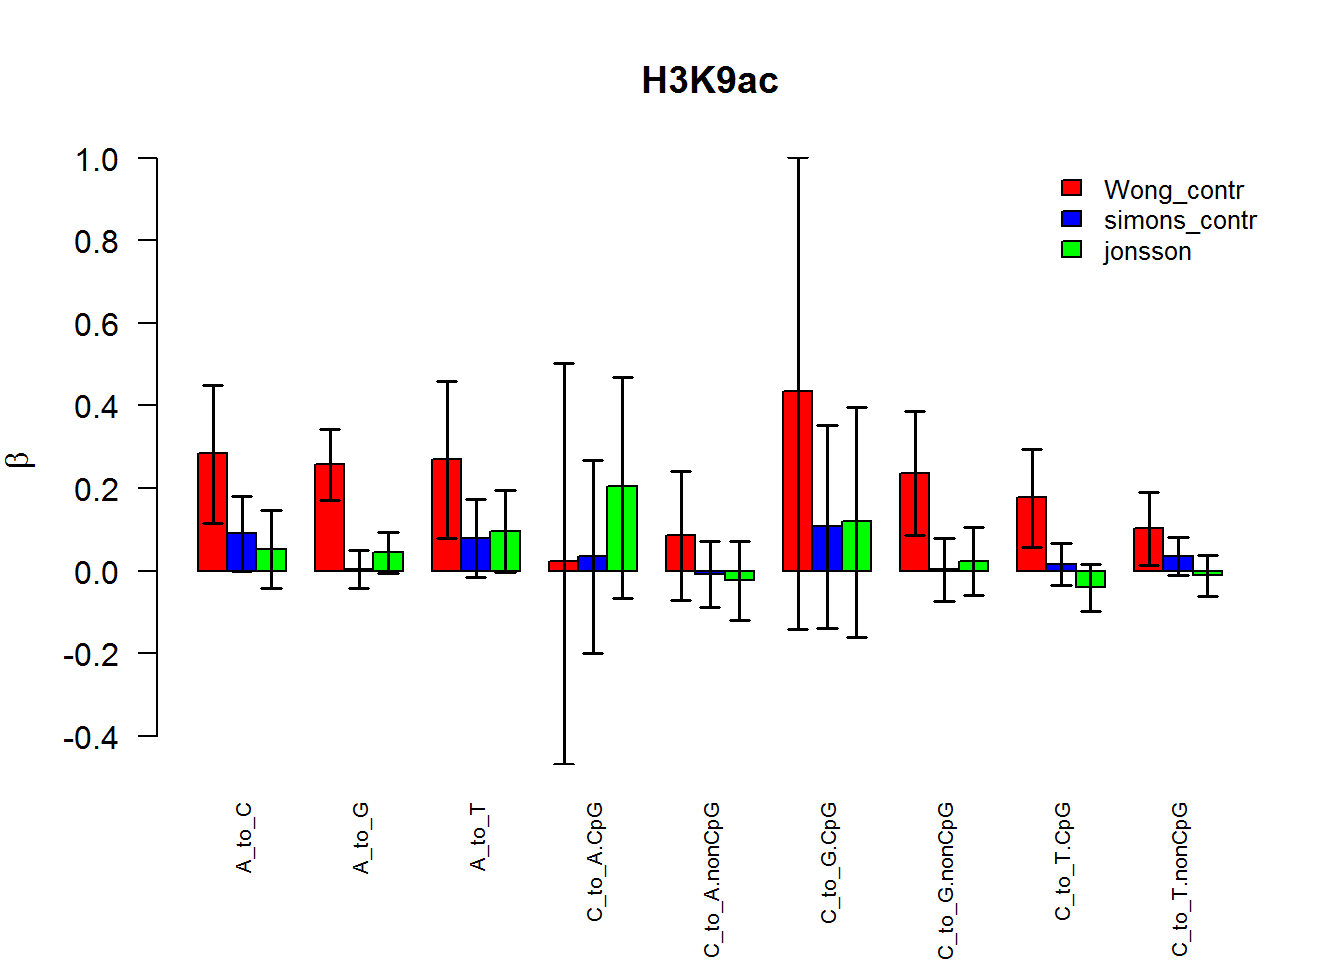 H3K9ac
1.0
0.8
0.6
0.4
0.2
0.0
-0.2
-0.4
β
Wong_contr
simons_contr
jonsson
A_to_C
A_to_G
A_to_T
C_to_A.CpG
C_to_A.nonCpG
C_to_G.CpG
C_to_G.nonCpG
C_to_T.CpG
C_to_T.nonCpG